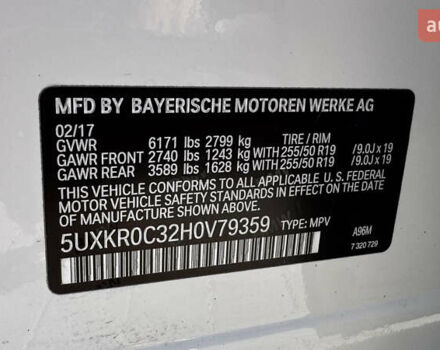 au
MFD BY BAYERISCHE MOTOREN WERKE AG
02/17
GVWR 6171 lbs 2799 kg TIRE / RIM
GAWR FRONT 2740 lbs 1243 kg WITH 255/50 R19 /9.0J x 19
GAWR REAR 3589 lbs 1628 kg WITH 255/50 R19 /9.0J x 19
THIS VEHICLE CONFORMS TO ALL APPLICABLE U.S. FEDERAL
MOTOR VEHICLE SAFETY STANDARDS IN EFFECT ON THE
DATE OF MANUFACTURE SHOWN ABOVE.
5UXKR0C32H0V79359 TYPE: MPV
A96M
7 320 729